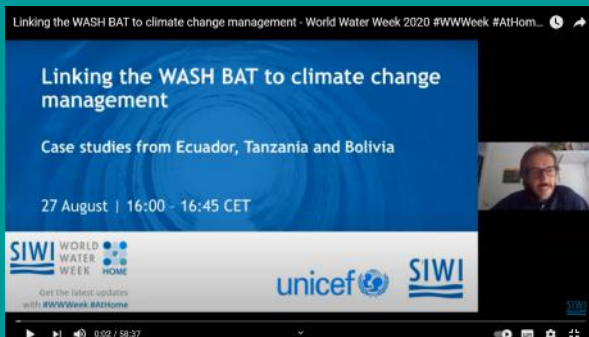 Linking the WASH BAT to climate change management - World Water Week 2020 #WWWeek #AtHom...
Linking the WASH BAT to climate change
management
Case studies from Ecuador, Tanzania and Bolivia
27 August | 16:00 - 16:45 CET
SIWI WORLD
WATER
WEEK HOME
Get the latest updates
with #WWWeek #AtHome
unicef
SIWI
SIWI
0:02 / 58:37